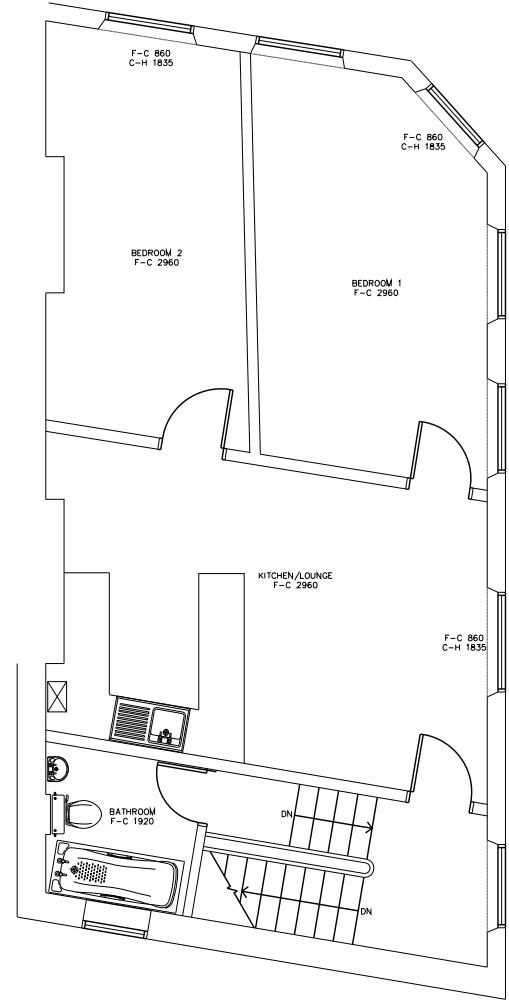 F-C 860
C-H 1835
F-C 860
C-H 1835
BEDROOM 2
F-C 2960
BEDROOM 1
F-C 2960
KITCHEN/LOUNGE
F-C 2960
F-C 860
C-H 1835
BATHROOM
F-C 1920
DN
DN